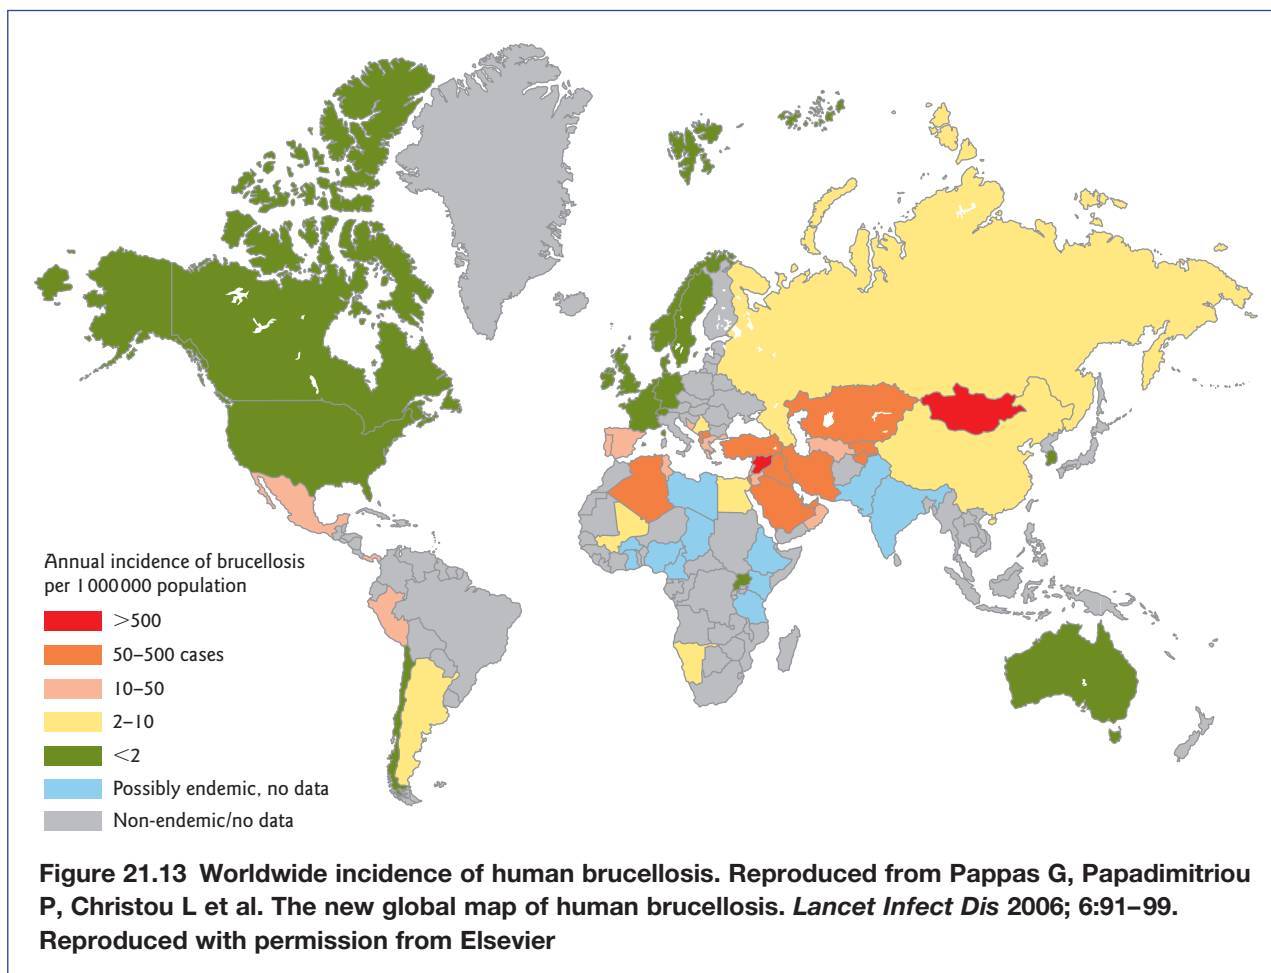 Annual incidence of brucellosis
per 1 000 000 population
>500
50–500 cases
10–50
2–10
<2
Possibly endemic, no data
Non-endemic/no data
Figure 21.13 Worldwide incidence of human brucellosis. Reproduced from Pappas G, Papadimitriou
P, Christou L et al. The new global map of human brucellosis. Lancet Infect Dis 2006; 6:91–99.
Reproduced with permission from Elsevier